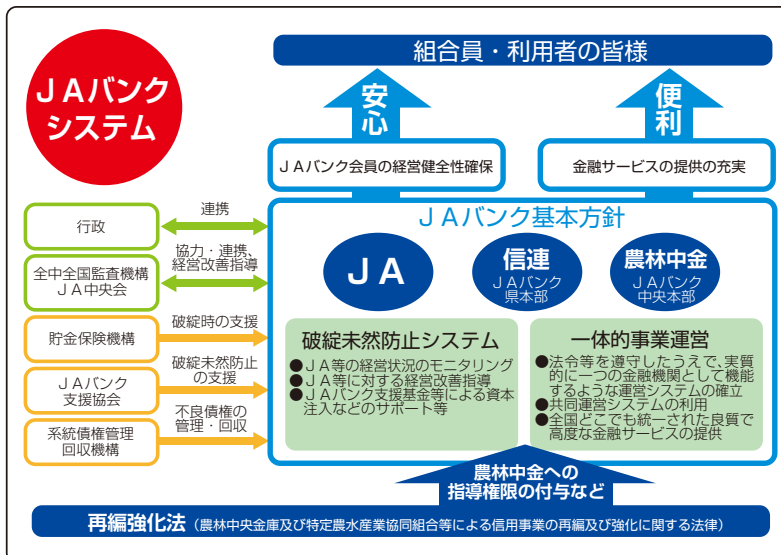 JAバンク
システム
組合員・利用者の皆様
安心
便利
JAバンク会員の経営健全性確保
金融サービスの提供の充実
行政
連携
全中全国監査機構
JA中央会
協力・連携、
経営改善指導
貯金保険機構
破綻時の支援
JAバンク
支援協会
破綻未然防止
の支援
系統債権管理
回収機構
不良債権の
管理・回収
JAバンク基本方針
JA
信連
JAバンク
県本部
農林中金
JAバンク
中央本部
破綻未然防止システム
●JA等の経営状況のモニタリング
●JA等に対する経営改善指導
●JAバンク支援基金等による資本
注入などのサポート等
一体的事業運営
●法令等を遵守したうえで、実質
的に一つの金融機関として機能
するような運営システムの確立
●共同運営システムの利用
●全国どこでも統一された良質で
高度な金融サービスの提供
農林中金への
指導権限の付与など
再編強化法（農林中央金庫及び特定農水産業協同組合等による信用事業の再編及び強化に関する法律）